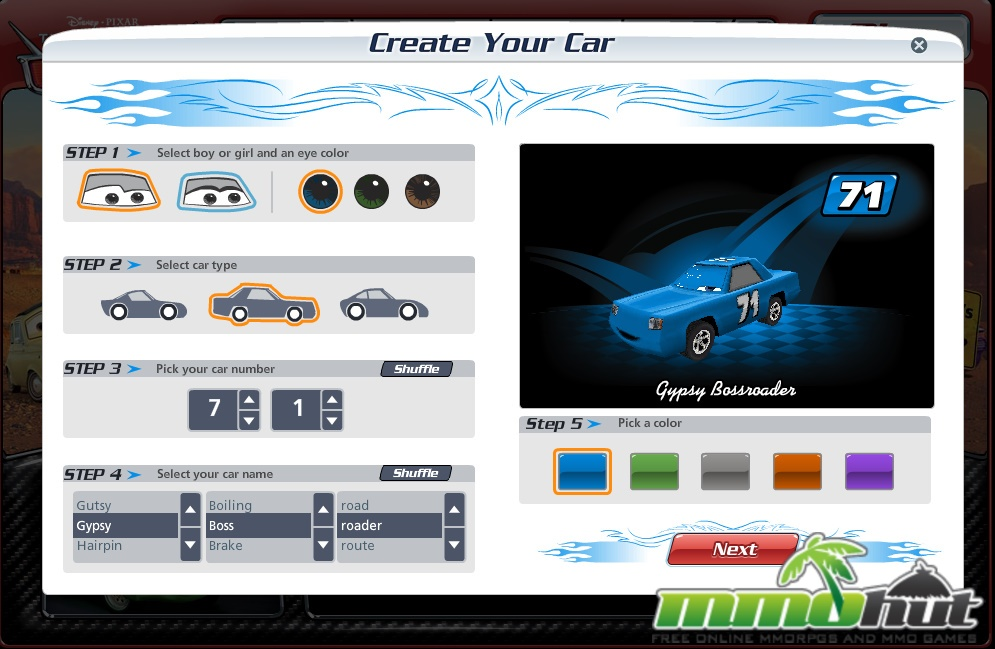 Disney · PIXAR
Create Your Car
STEP 1 Select boy or girl and an eye color
STEP 2 Select car type
STEP 3 Pick your car number Shuffle
7 1
STEP 4 Select your car name Shuffle
Gutsy Boiling road
Gypsy Boss roader
Hairpin Brake route
71
71
Gypsy Bossroader
Step 5 Pick a color
Next
mmohut
FREE ONLINE MMORPGS AND MMO GAMES